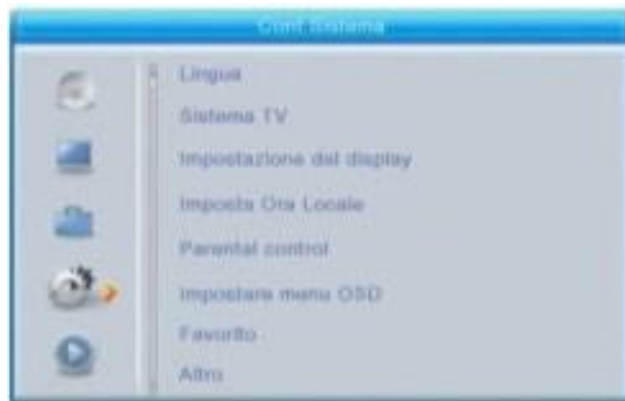 Conf Sistema
Lingua
Sistema TV
Impostazione del display
Imposta Ora Locale
Parental control
Impostare menu OSD
Favorito
Altro